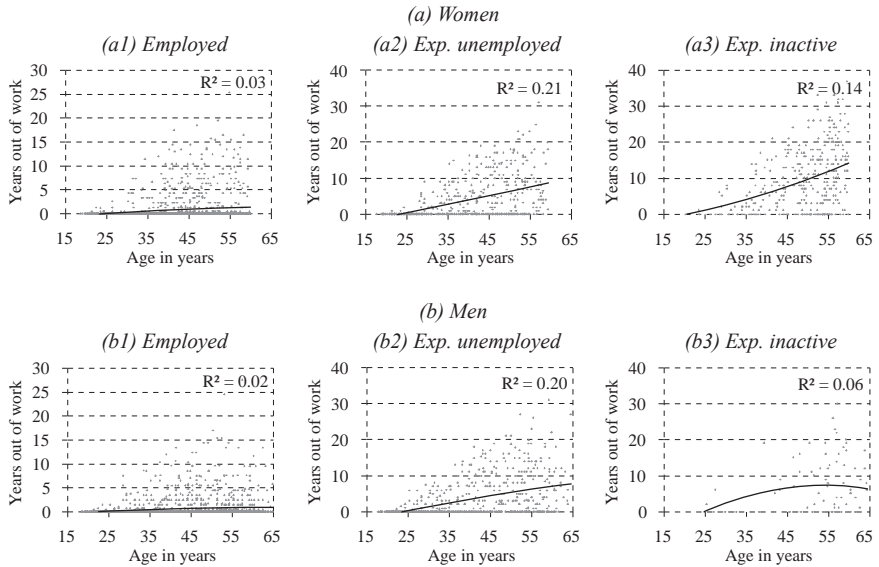 (a) Women
(a1) Employed
(a2) Exp. unemployed
(a3) Exp. inactive
Years out of work
30
25
20
15
10
5
0
R² = 0.03
15 25 35 45 55 65
Age in years
Years out of work
40
30
20
10
0
R² = 0.21
15 25 35 45 55 65
Age in years
Years out of work
40
30
20
10
0
R² = 0.14
15 25 35 45 55 65
Age in years
(b) Men
(b1) Employed
(b2) Exp. unemployed
(b3) Exp. inactive
Years out of work
30
25
20
15
10
5
0
R² = 0.02
15 25 35 45 55 65
Age in years
Years out of work
40
30
20
10
0
R² = 0.20
15 25 35 45 55 65
Age in years
Years out of work
40
30
20
10
0
R² = 0.06
15 25 35 45 55 65
Age in years